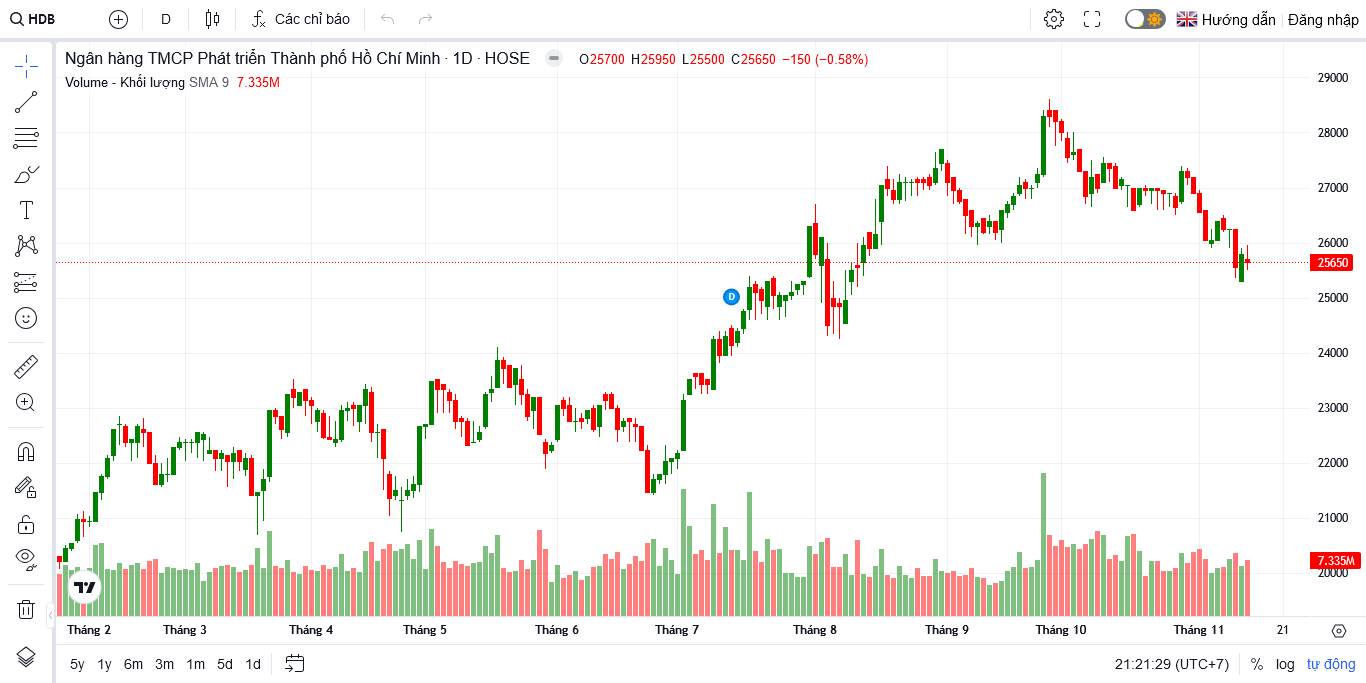 HDB D Các chỉ báo Hướng dẫn Đăng nhập
Ngân hàng TMCP Phát triển Thành phố Hồ Chí Minh · 1D · HOSE O25700 H25950 L25500 C25650 −150 (−0.58%)
Volume - Khối lượng SMA 9 7.335M
29000
28000
27000
26000
25650
25000
D
24000
23000
22000
21000
7.335M
20000
Tháng 2 Tháng 3 Tháng 4 Tháng 5 Tháng 6 Tháng 7 Tháng 8 Tháng 9 Tháng 10 Tháng 11 21
5y 1y 6m 3m 1m 5d 1d 21:21:29 (UTC+7) % log tự động